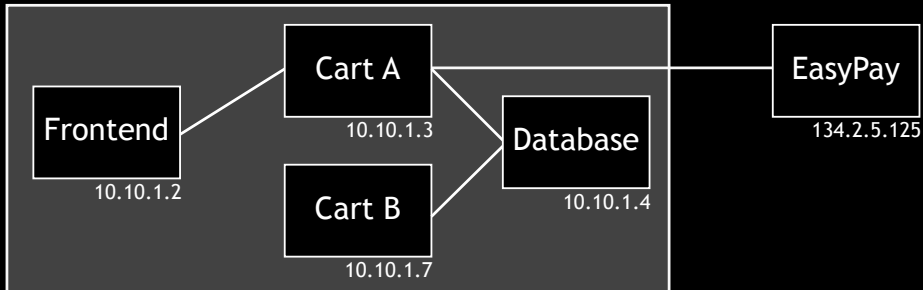 Cart A
10.10.1.3
EasyPay
134.2.5.125
Frontend
10.10.1.2
Database
10.10.1.4
Cart B
10.10.1.7